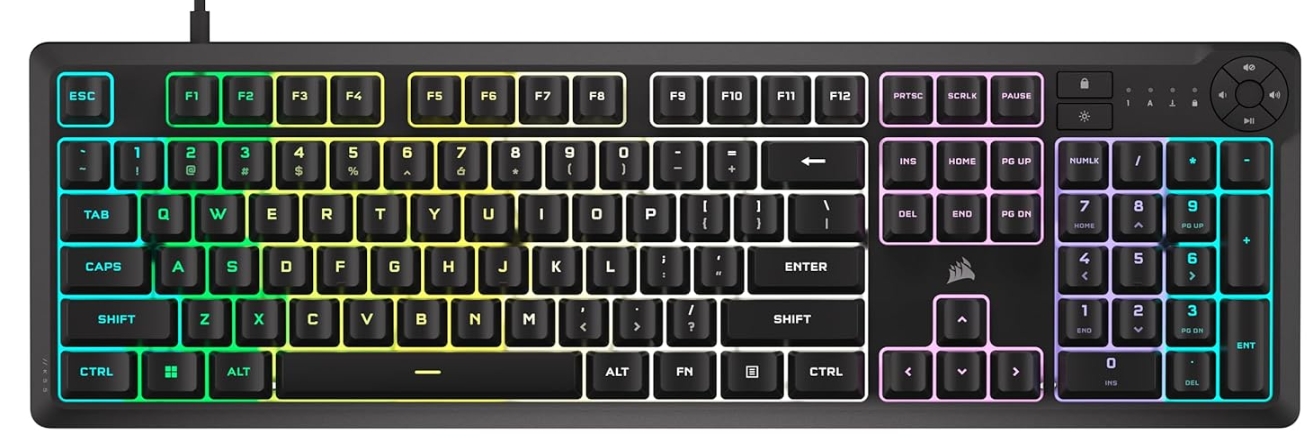 ESC F1 F2 F3 F4 F5 F6 F7 F8 F9 F10 F11 F12 PRTSC SCRLK PAUSE
1 A
` 1 2 3 4 5 6 7 8 9 0 - = NUMLK / * -
~ ! @ # $ % ^ & * ( ) _ +
INS HOME PG UP
TAB Q W E R T Y U I O P [ ] \ DEL END PG DN 7 8 9 +
{ } | HOME ^ PG UP
CAPS A S D F G H J K L ; ' ENTER 4 5 6
: " < >
SHIFT Z X C V B N M , . / SHIFT 1 2 3
< > ? END PG DN
CTRL ALT ALT FN CTRL 0 . ENT
INS DEL
K55